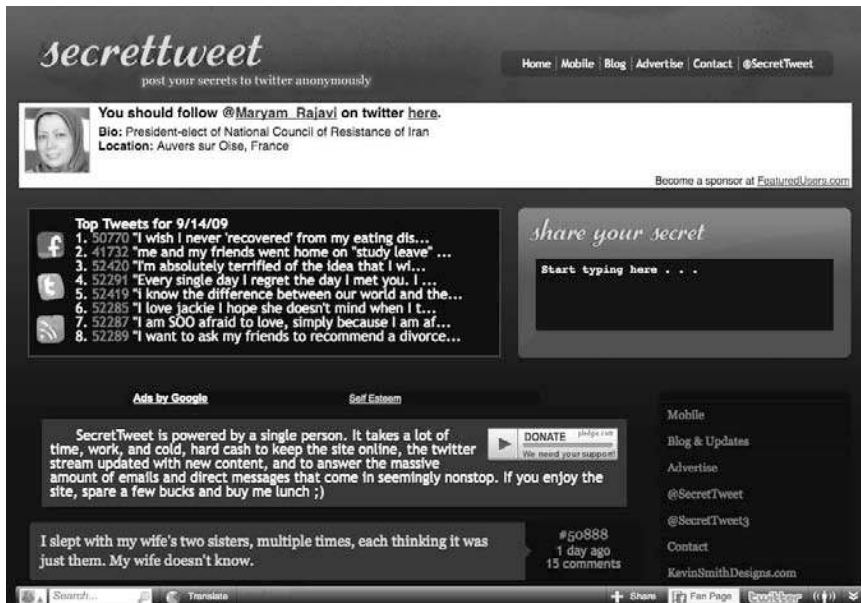 secrettweet
post your secrets to twitter anonymously
Home | Mobile | Blog | Advertise | Contact | @SecretTweet
You should follow @Maryam_Rajavi on twitter here.
Bio: President-elect of National Council of Resistance of Iran
Location: Auvers sur Oise, France
Become a sponsor at FeaturedUsers.com
Top Tweets for 9/14/09
1. 50770 "I wish I never 'recovered' from my eating dis...
2. 41732 "me and my friends went home on "study leave" ...
3. 52420 "I'm absolutely terrified of the idea that I wi...
4. 52291 "Every single day I regret the day I met you. I ...
5. 52419 "i know the difference between our world and the...
6. 52285 "I love jackie I hope she doesn't mind when I t...
7. 52287 "I am SOO afraid to love, simply because I am af...
8. 52289 "I want to ask my friends to recommend a divorce...
share your secret
Start typing here . . .
Ads by Google
Self Esteem
SecretTweet is powered by a single person. It takes a lot of
time, work, and cold, hard cash to keep the site online, the twitter
stream updated with new content, and to answer the massive
amount of emails and direct messages that come in seemingly nonstop. If you enjoy the
site, spare a few bucks and buy me lunch ;)
DONATE
pledgie.com
We need your support!
I slept with my wife's two sisters, multiple times, each thinking it was
just them. My wife doesn't know.
#50888
1 day ago
15 comments
Mobile
Blog & Updates
Advertise
@SecretTweet
@SecretTweet3
Contact
KevinSmithDesigns.com
Search...
Translate
Share
Fan Page
twitter